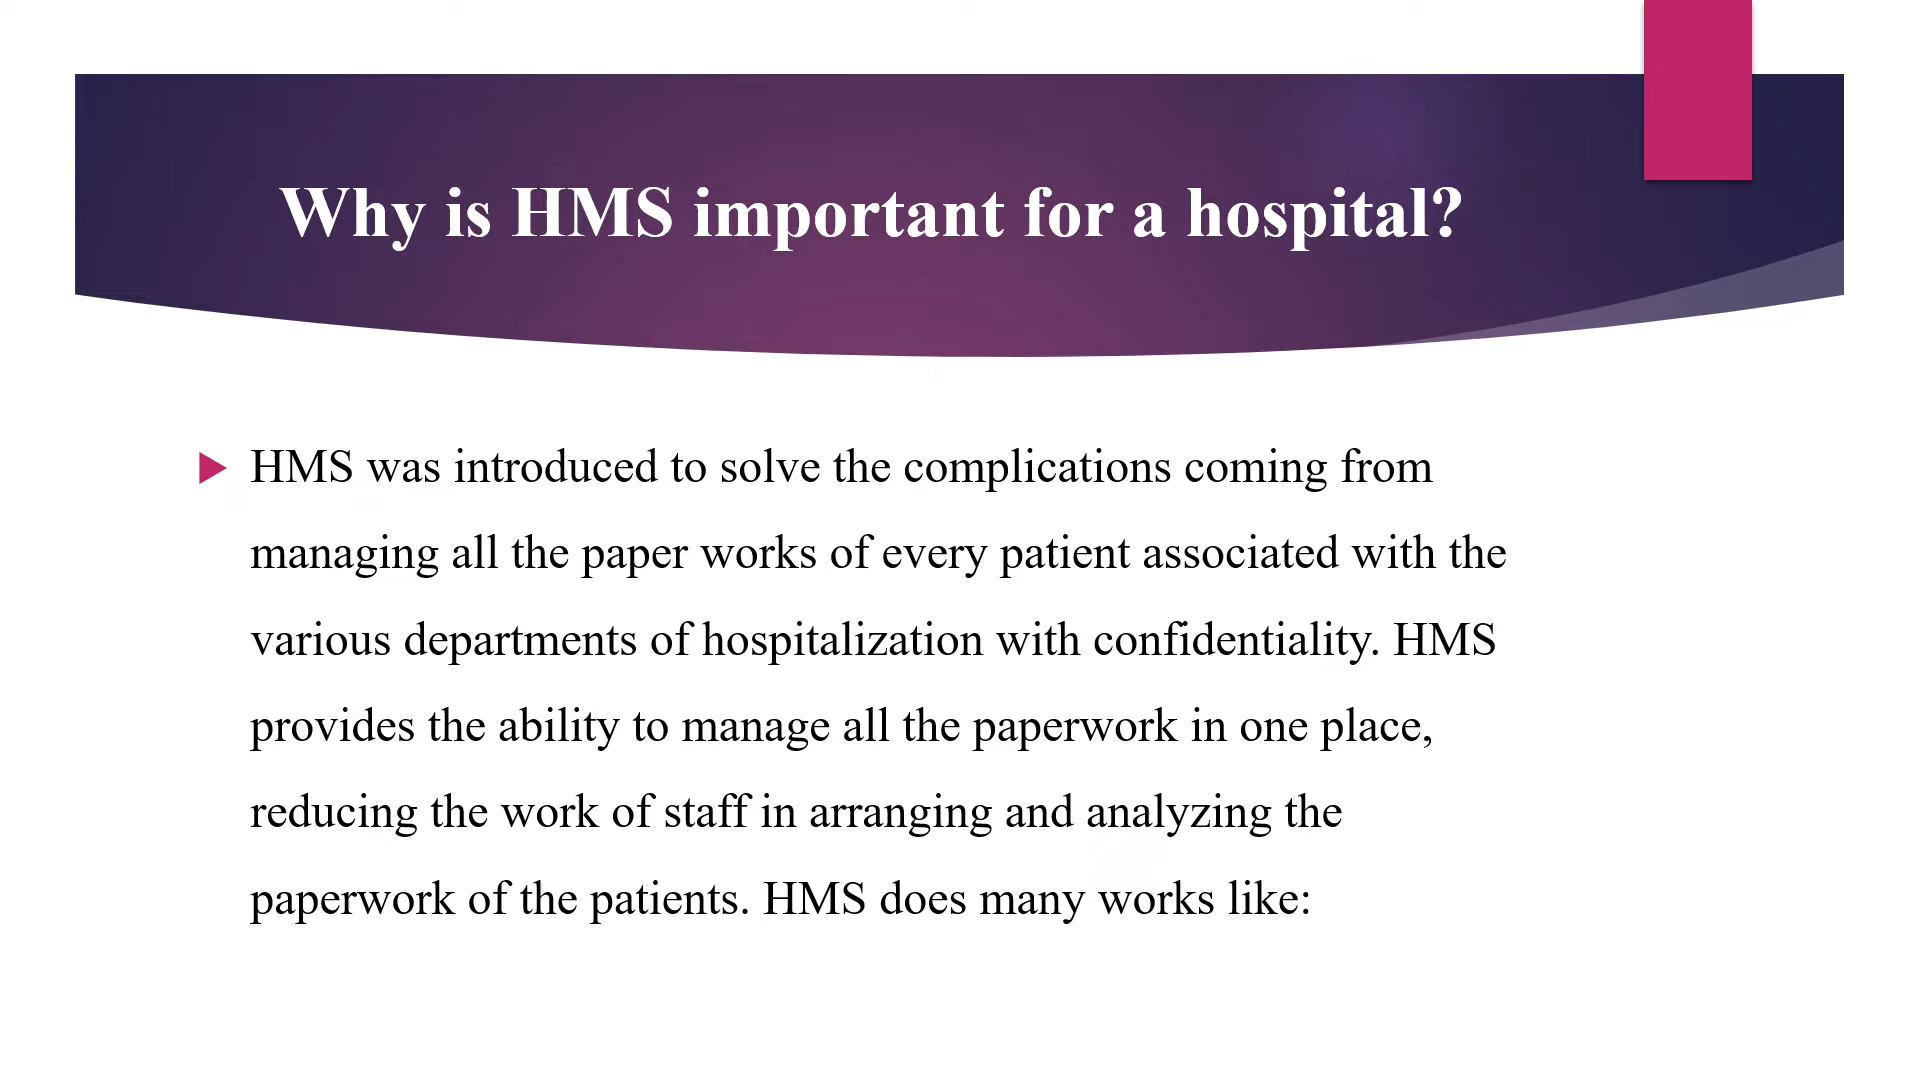 Why is HMS important for a hospital?
HMS was introduced to solve the complications coming from
managing all the paper works of every patient associated with the
various departments of hospitalization with confidentiality. HMS
provides the ability to manage all the paperwork in one place,
reducing the work of staff in arranging and analyzing the
paperwork of the patients. HMS does many works like: